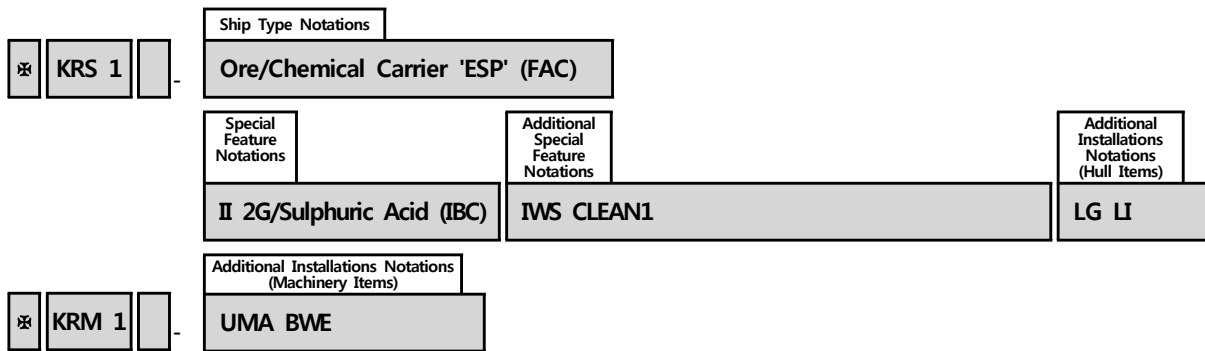 Ship Type Notations
✠ KRS 1 - Ore/Chemical Carrier 'ESP' (FAC)
Special
Feature
Notations
Additional
Special
Feature
Notations
Additional
Installations
Notations
(Hull Items)
II 2G/Sulphuric Acid (IBC) IWS CLEAN1 LG LI
Additional Installations Notations
(Machinery Items)
✠ KRM 1 - UMA BWE